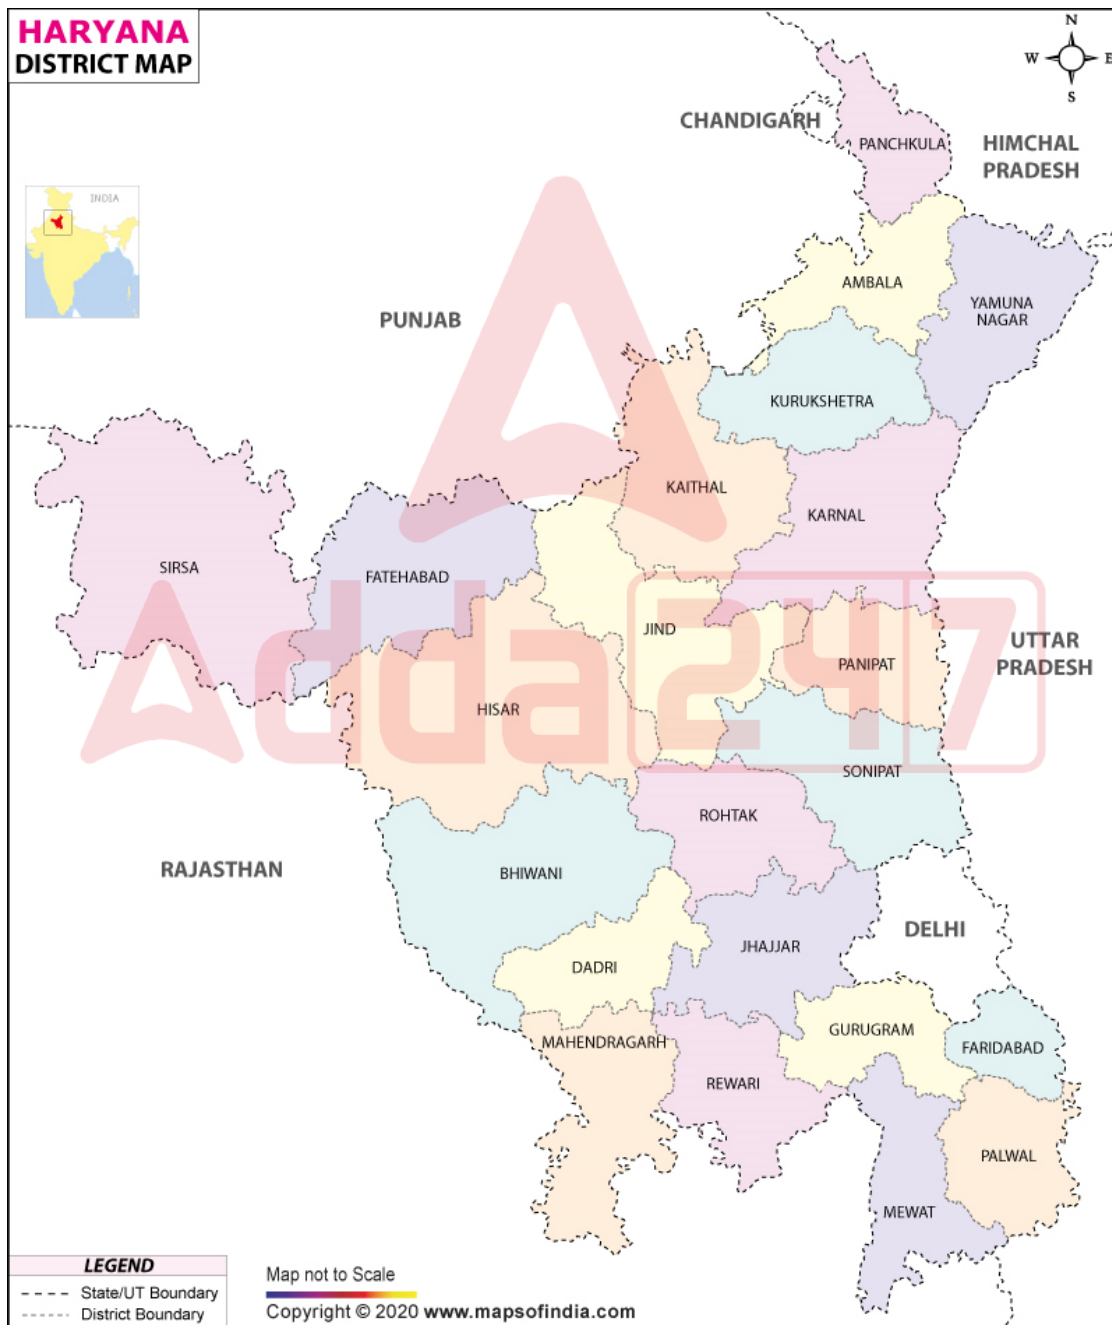 HARYANA
DISTRICT MAP
N
W
E
S
INDIA
CHANDIGARH
PANCHKULA
HIMCHAL
PRADESH
AMBALA
YAMUNA
NAGAR
PUNJAB
KURUKSHETRA
KAITHAL
KARNAL
SIRSA
FATEHABAD
JIND
UTTAR
PRADESH
PANIPAT
HISAR
SONIPAT
ROHTAK
RAJASTHAN
BHIWANI
DELHI
JHAJJAR
DADRI
GURUGRAM
MAHENDRAGARH
FARIDABAD
REWARI
PALWAL
MEWAT
Adda247
LEGEND
State/UT Boundary
District Boundary
Map not to Scale
Copyright © 2020 www.mapsofindia.com